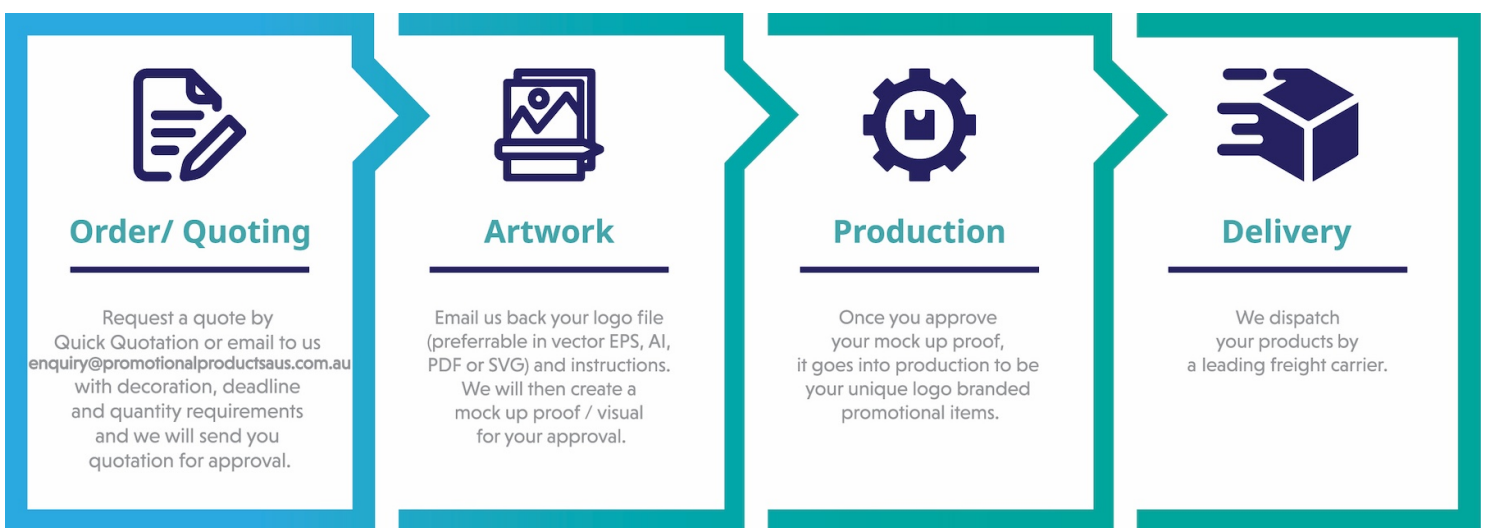 Order/ Quoting
Request a quote by
Quick Quotation or email to us
enquiry@promotionalproductsaus.com.au
with decoration, deadline
and quantity requirements
and we will send you
quotation for approval.
Artwork
Email us back your logo file
(preferrable in vector EPS, AI,
PDF or SVG) and instructions.
We will then create a
mock up proof / visual
for your approval.
Production
Once you approve
your mock up proof,
it goes into production to be
your unique logo branded
promotional items.
Delivery
We dispatch
your products by
a leading freight carrier.